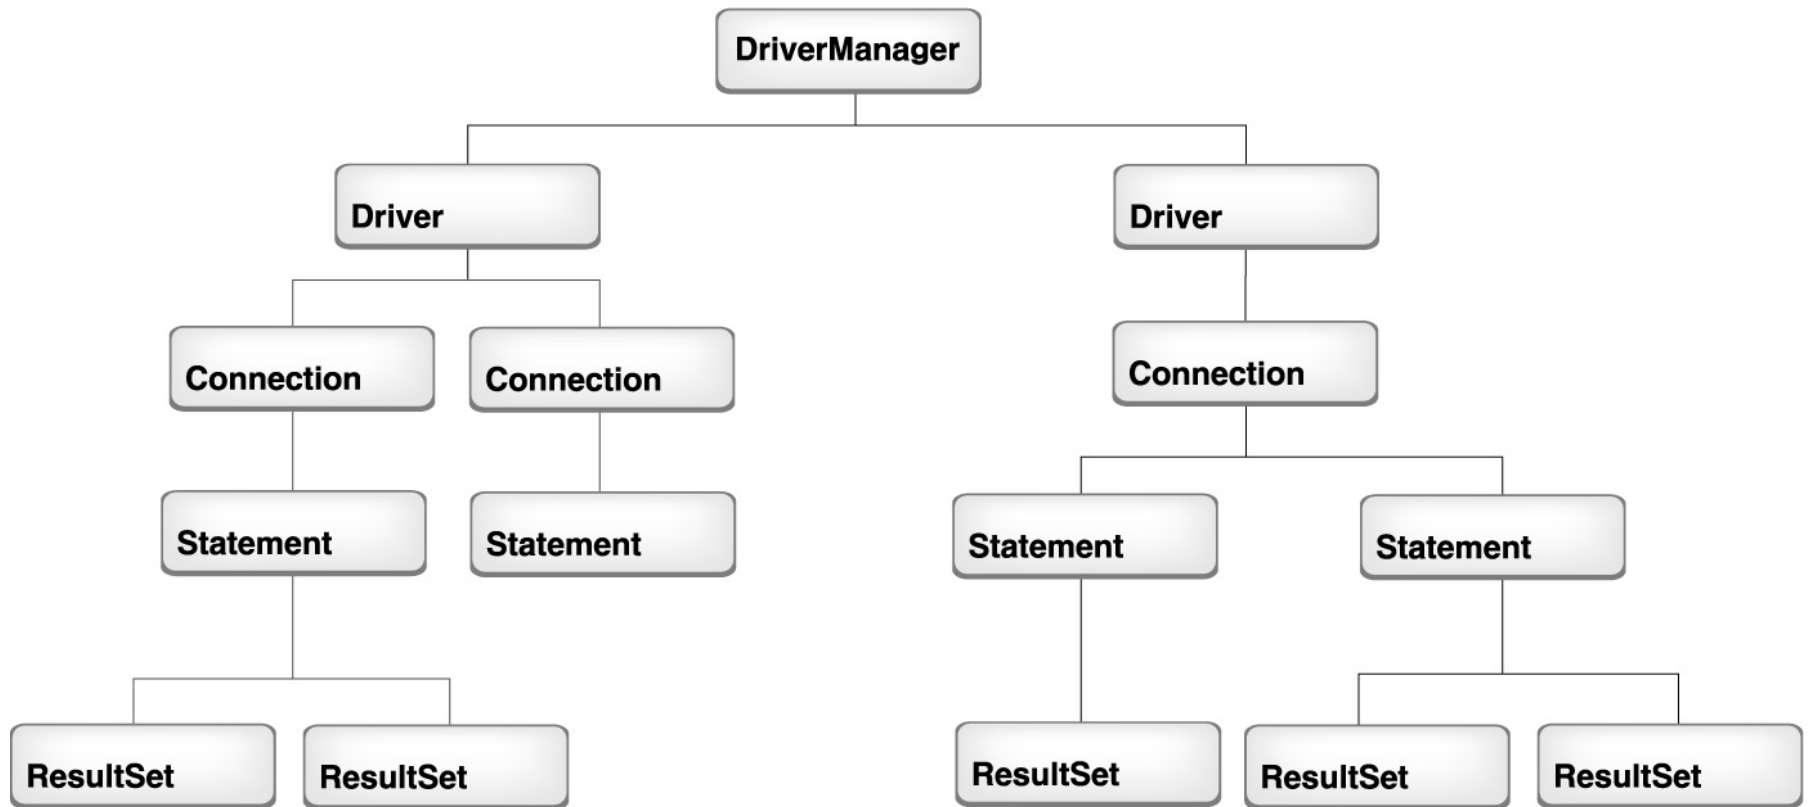 DriverManager
Driver
Driver
Connection
Connection
Connection
Statement
Statement
Statement
Statement
ResultSet
ResultSet
ResultSet
ResultSet
ResultSet